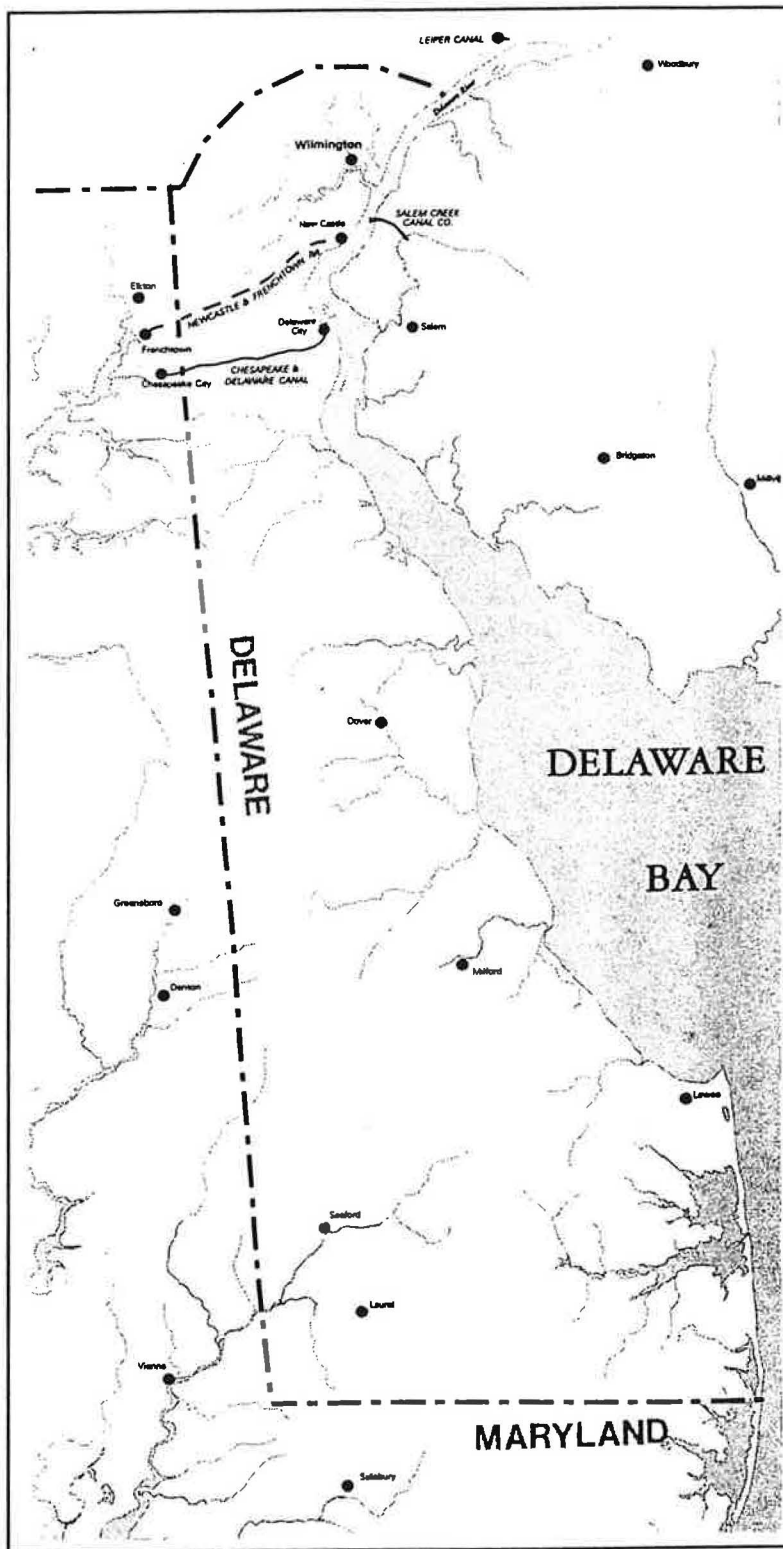 LEIPER CANAL
Woodbury
Delaware River
Wilmington
SALEM CREEK
CANAL CO.
New Castle
NEWCASTLE & FRENCHTOWN RR.
Elkton
Delaware
City
Salem
Frenchtown
Chesapeake City
CHESAPEAKE &
DELAWARE CANAL
Bridgeton
DELAWARE
Dover
DELAWARE
BAY
Greensboro
Milford
Denton
Lewes
Seaford
Laurel
Vienna
MARYLAND
Salisbury